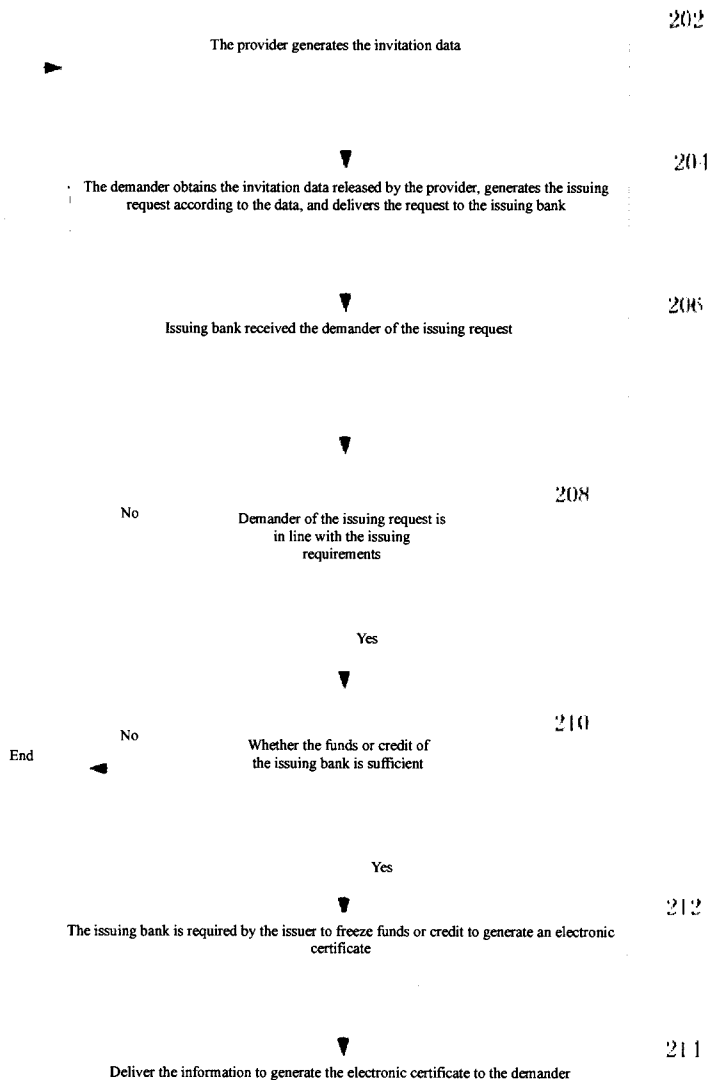 202
The provider generates the invitation data
204
The demander obtains the invitation data released by the provider, generates the issuing
request according to the data, and delivers the request to the issuing bank
206
Issuing bank received the demander of the issuing request
208
No
Demander of the issuing request is
in line with the issuing
requirements
Yes
210
No
Whether the funds or credit of
the issuing bank is sufficient
End
Yes
212
The issuing bank is required by the issuer to freeze funds or credit to generate an electronic
certificate
214
Deliver the information to generate the electronic certificate to the demander